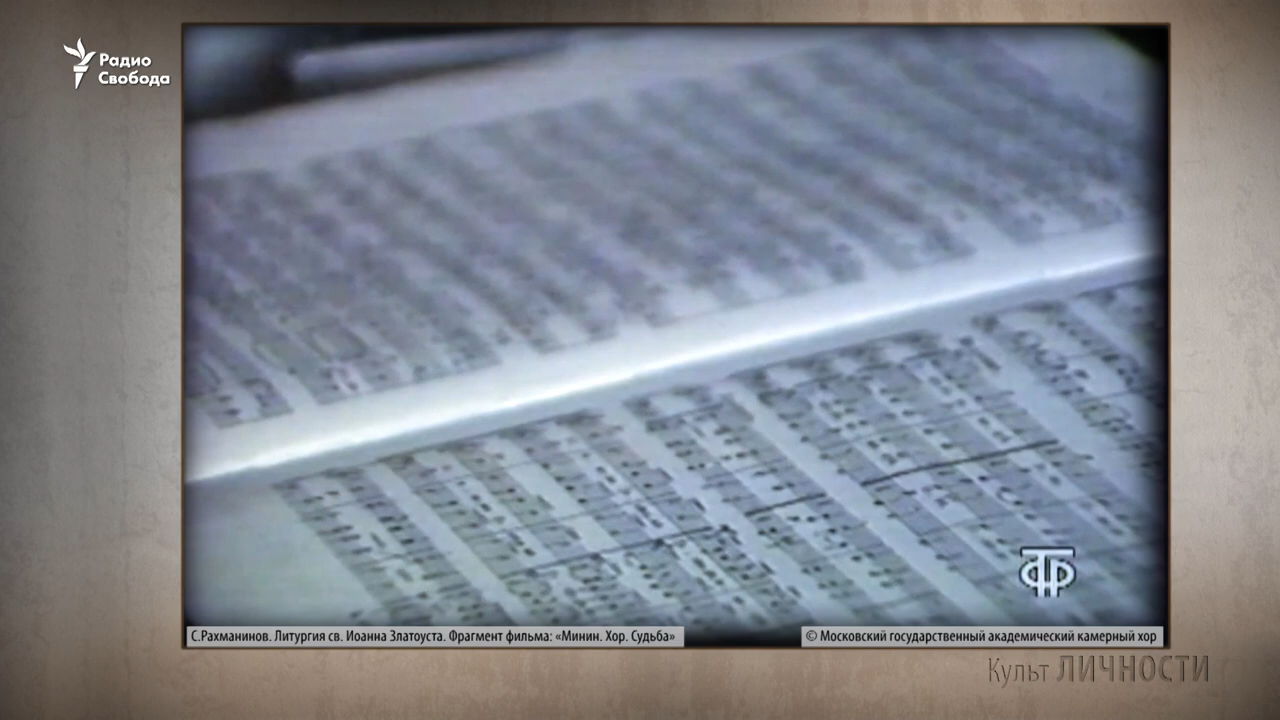 Радио
Свобода
С.Рахманинов. Литургия св. Иоанна Златоуста. Фрагмент фильма: «Минин. Хор. Судьба»
© Московский государственный академический камерный хор
Культ ЛИЧНОСТИ